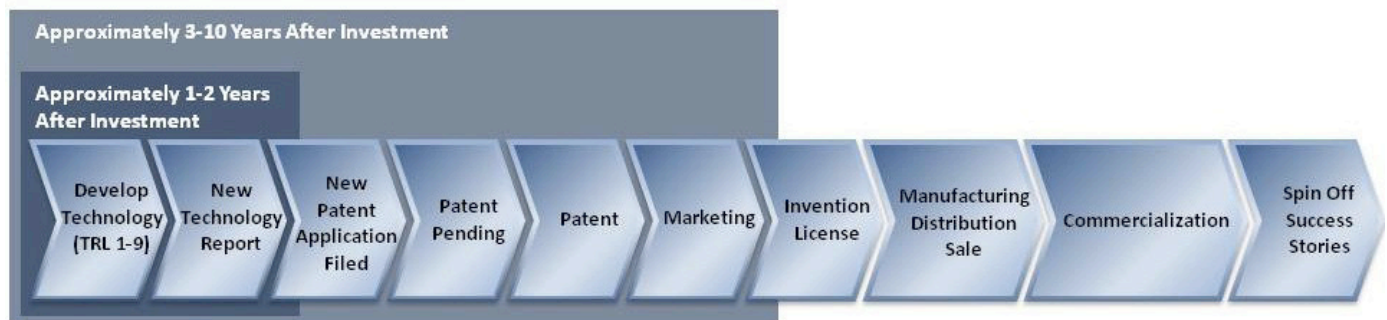 Approximately 3-10 Years After Investment
Approximately 1-2 Years
After Investment
Develop
Technology
(TRL 1-9)
New
Technology
Report
New
Patent
Application
Filed
Patent
Pending
Patent
Marketing
Invention
License
Manufacturing
Distribution
Sale
Commercialization
Spin Off
Success
Stories